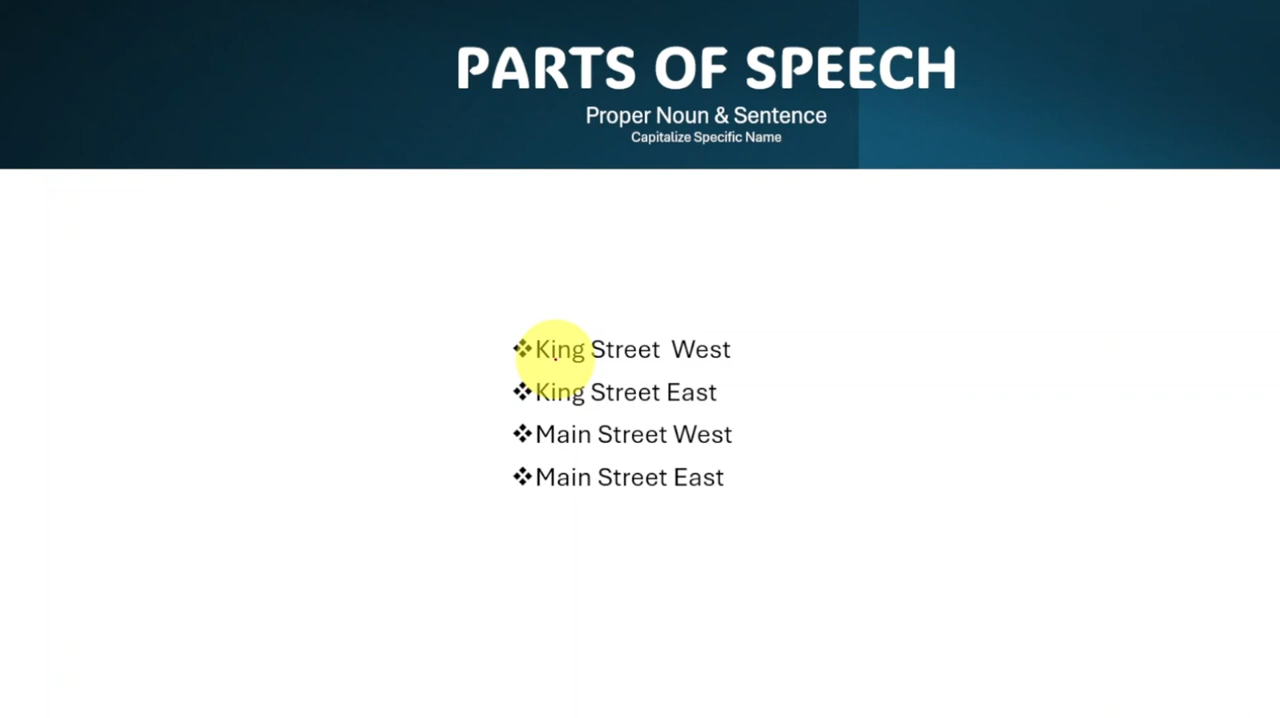 PARTS OF SPEECH
Proper Noun & Sentence
Capitalize Specific Name
❖King Street  West
❖King Street East
❖Main Street West
❖Main Street East